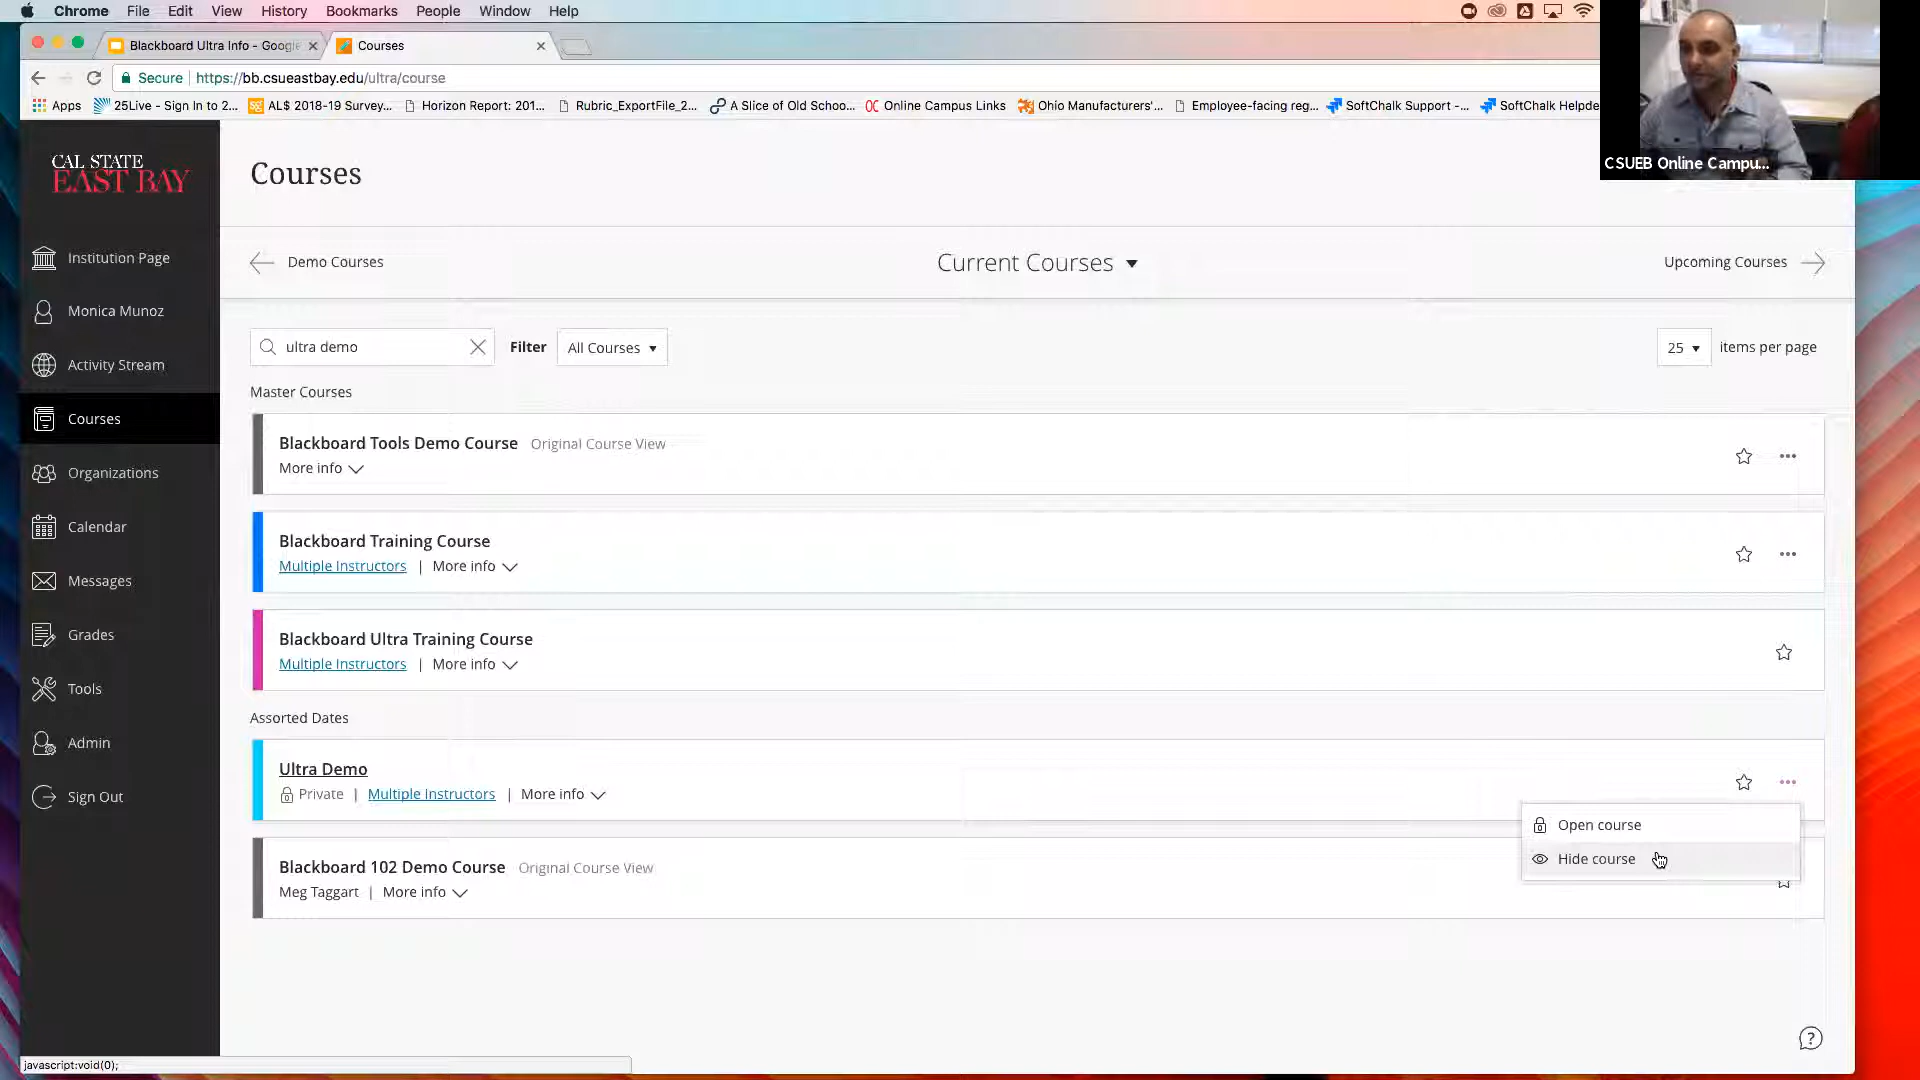 Chrome File Edit View History Bookmarks People Window Help
Blackboard Ultra Info - Google Courses
Secure https://bb.csueastbay.edu/ultra/course
Apps 25Live - Sign In to 2... AL$ 2018-19 Survey... Horizon Report: 201... Rubric_ExportFile_2... A Slice of Old Schoo... Online Campus Links Ohio Manufacturers'... Employee-facing reg... SoftChalk Support -... SoftChalk Helpde
CSUEB Online Campu...
CAL STATE
EAST BAY
Courses
Institution Page
Monica Munoz
Activity Stream
Courses
Organizations
Calendar
Messages
Grades
Tools
Admin
Sign Out
Demo Courses Current Courses Upcoming Courses
ultra demo Filter All Courses 25 items per page
Master Courses
Blackboard Tools Demo Course Original Course View
More info
Blackboard Training Course
Multiple Instructors | More info
Blackboard Ultra Training Course
Multiple Instructors | More info
Assorted Dates
Ultra Demo
Private | Multiple Instructors | More info
Open course
Hide course
Blackboard 102 Demo Course Original Course View
Meg Taggart | More info
javascript:void(0);